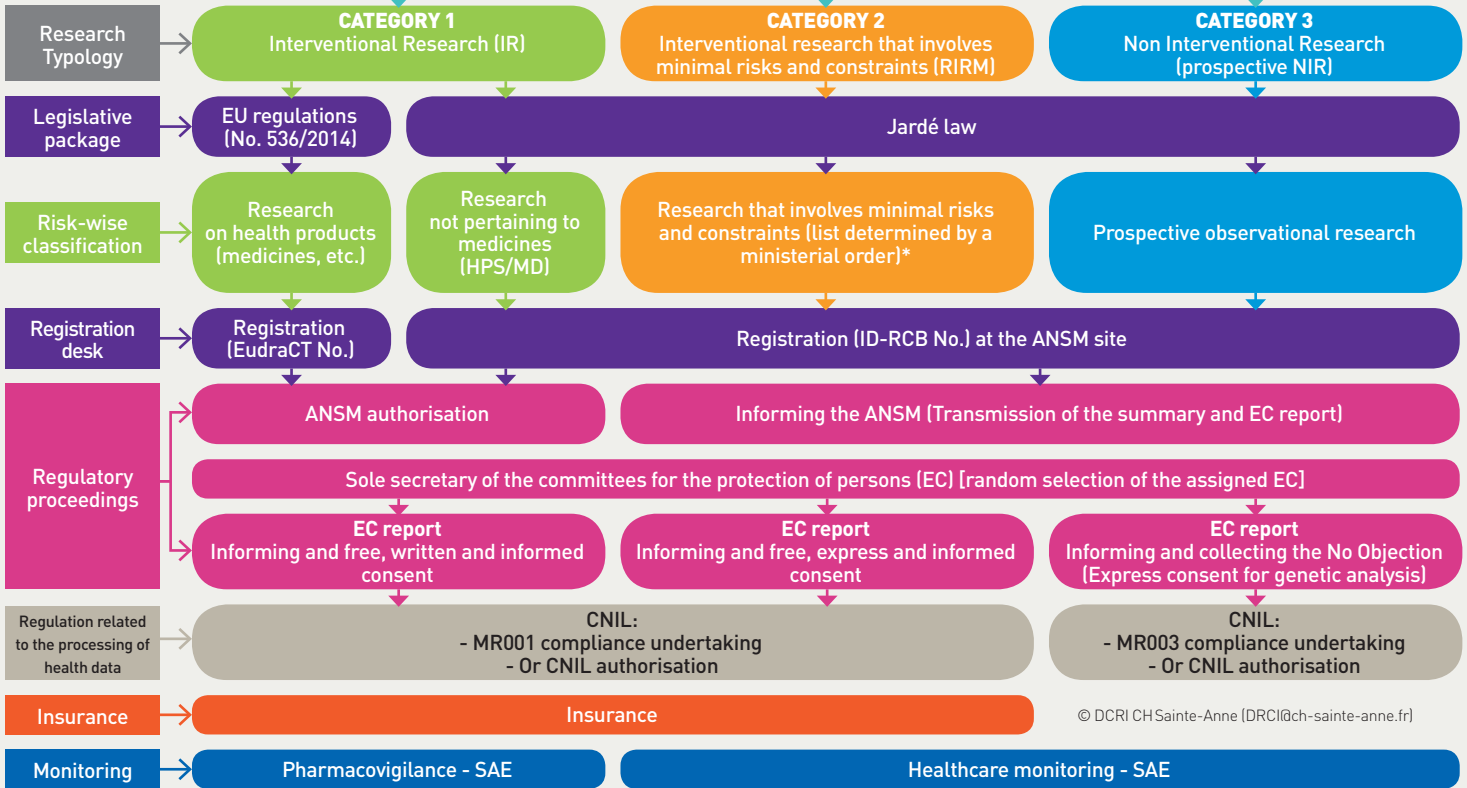 Research
Typology
CATEGORY 1
Interventional Research (IR)
CATEGORY 2
Interventional research that involves
minimal risks and constraints (RIRM)
CATEGORY 3
Non Interventional Research
(prospective NIR)
Legislative
package
EU regulations
(No. 536/2014)
Jardé law
Risk-wise
classification
Research
on health products
(medicines, etc.)
Research
not pertaining to
medicines
(HPS/MD)
Research that involves minimal risks
and constraints (list determined by a
ministerial order)*
Prospective observational research
Registration
desk
Registration
(EudraCT No.)
Registration (ID-RCB No.) at the ANSM site
Regulatory
proceedings
ANSM authorisation
Informing the ANSM (Transmission of the summary and EC report)
Sole secretary of the committees for the protection of persons (EC) [random selection of the assigned EC]
EC report
Informing and free, written and informed
consent
EC report
Informing and free, express and informed
consent
EC report
Informing and collecting the No Objection
(Express consent for genetic analysis)
Regulation related
to the processing of
health data
CNIL:
- MR001 compliance undertaking
- Or CNIL authorisation
CNIL:
- MR003 compliance undertaking
- Or CNIL authorisation
Insurance
Insurance
© DCRI CH Sainte-Anne (DRCI@ch-sainte-anne.fr)
Monitoring
Pharmacovigilance - SAE
Healthcare monitoring - SAE